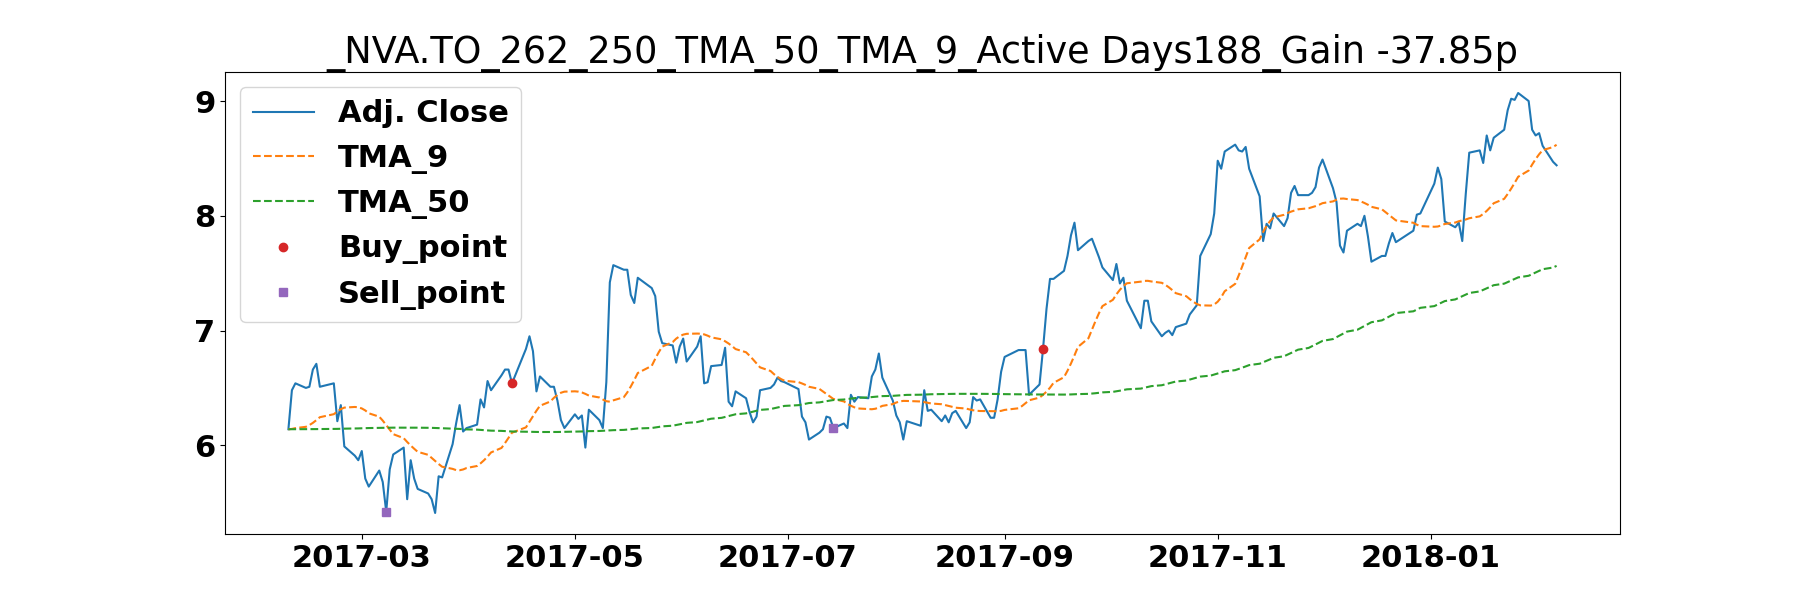 _NVA.TO_262_250_TMA_50_TMA_9_Active Days188_Gain -37.85p
9
8
7
6
Adj. Close
TMA_9
TMA_50
Buy_point
Sell_point
2017-03 2017-05 2017-07 2017-09 2017-11 2018-01